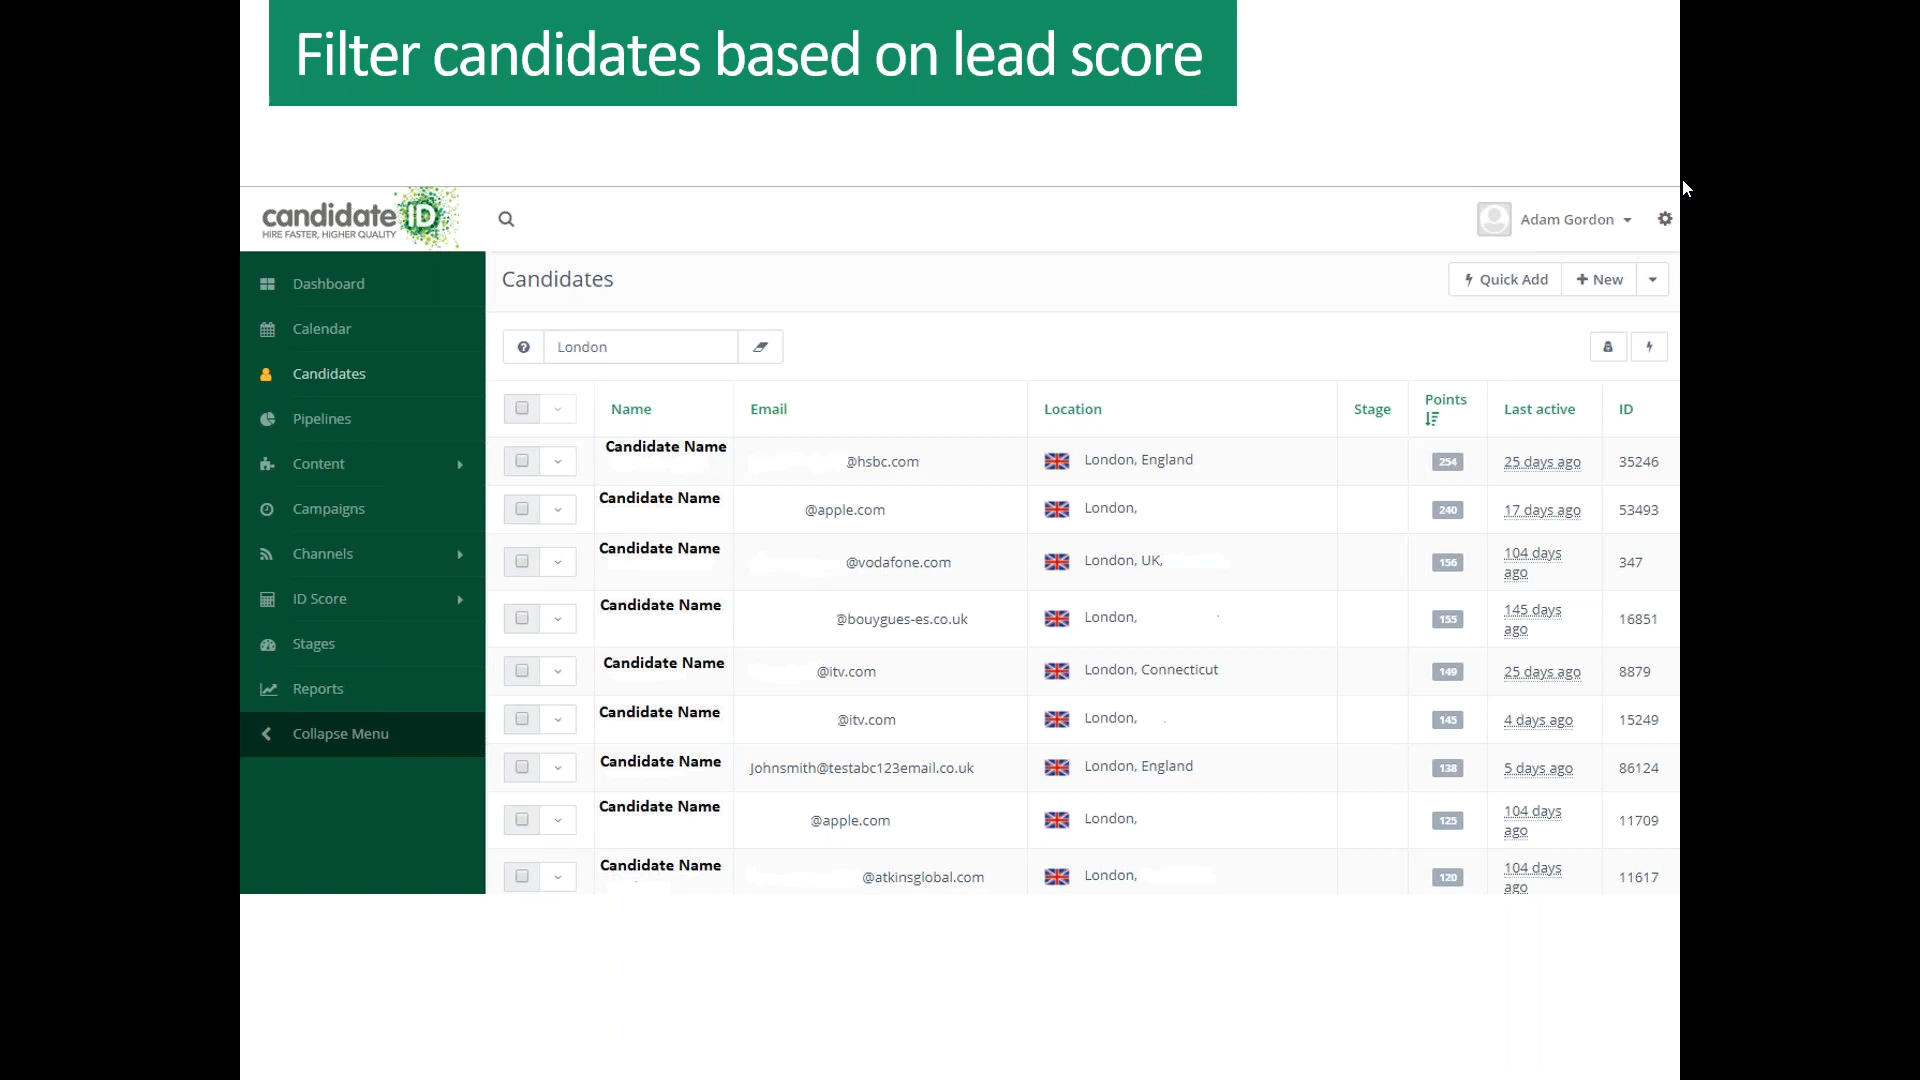 Filter candidates based on lead score
candidate ID
HIRE FASTER, HIGHER QUALITY
Adam Gordon
Dashboard
Calendar
Candidates
Pipelines
Content
Campaigns
Channels
ID Score
Stages
Reports
Collapse Menu
Candidates
Quick Add
New
London
Name Email Location Stage Points Last active ID
Candidate Name @hsbc.com London, England 254 25 days ago 35246
Candidate Name @apple.com London, 240 17 days ago 53493
Candidate Name @vodafone.com London, UK, 156 104 days ago 347
Candidate Name @bouygues-es.co.uk London, 155 145 days ago 16851
Candidate Name @itv.com London, Connecticut 149 25 days ago 8879
Candidate Name @itv.com London, 145 4 days ago 15249
Candidate Name Johnsmith@testabc123email.co.uk London, England 138 5 days ago 86124
Candidate Name @apple.com London, 125 104 days ago 11709
Candidate Name @atkinsglobal.com London, 120 104 days ago 11617